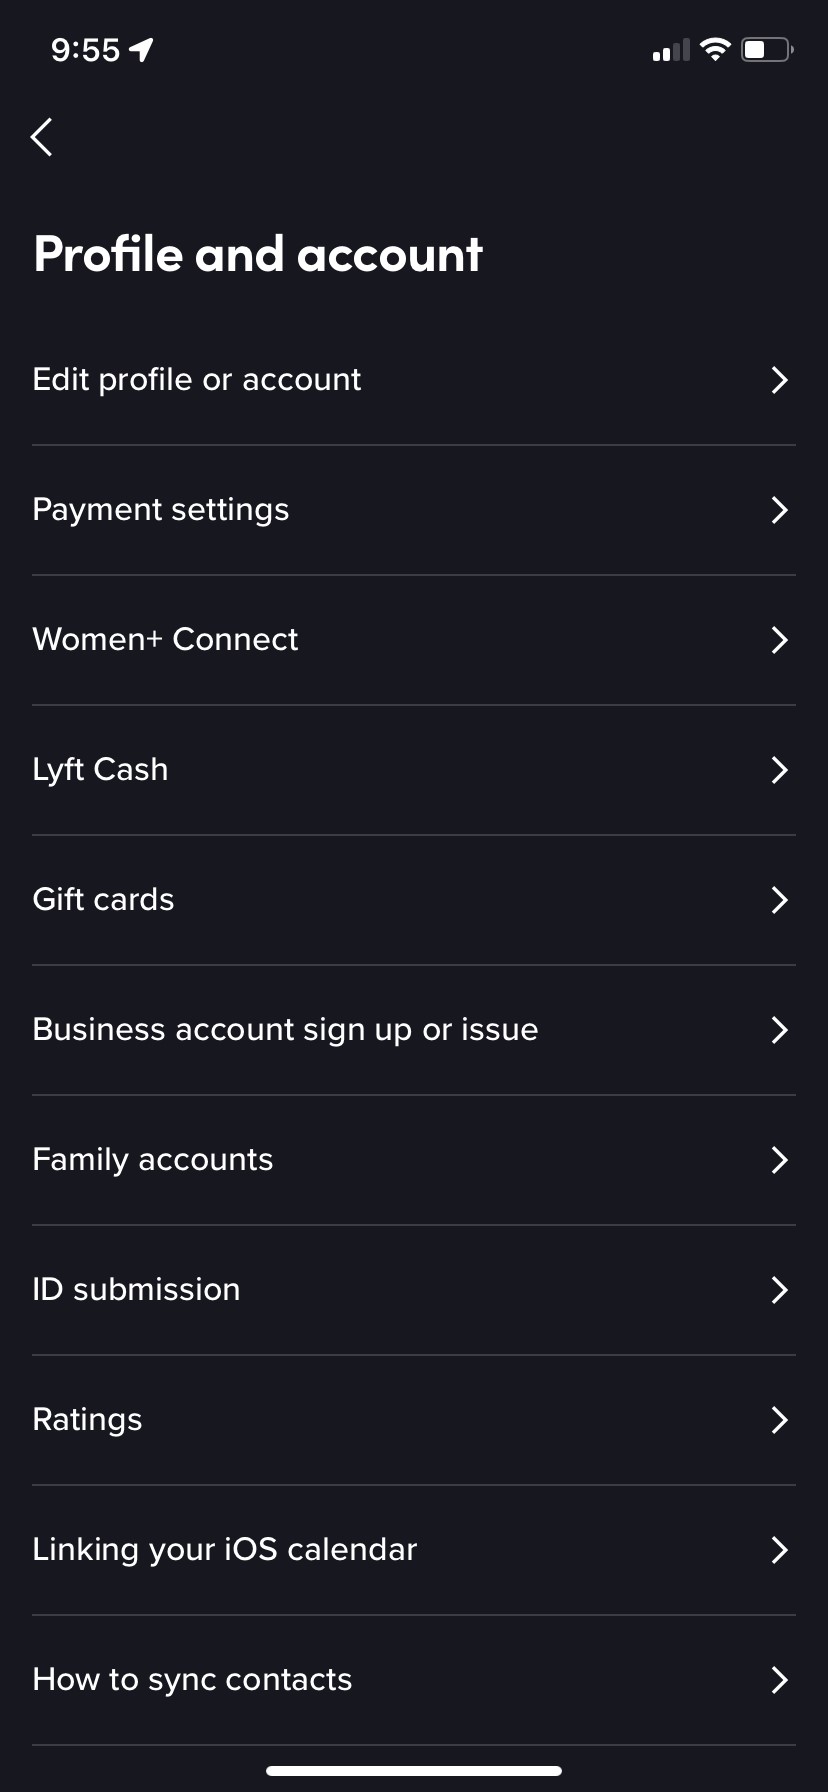 9:55
Profile and account
Edit profile or account
Payment settings
Women+ Connect
Lyft Cash
Gift cards
Business account sign up or issue
Family accounts
ID submission
Ratings
Linking your iOS calendar
How to sync contacts